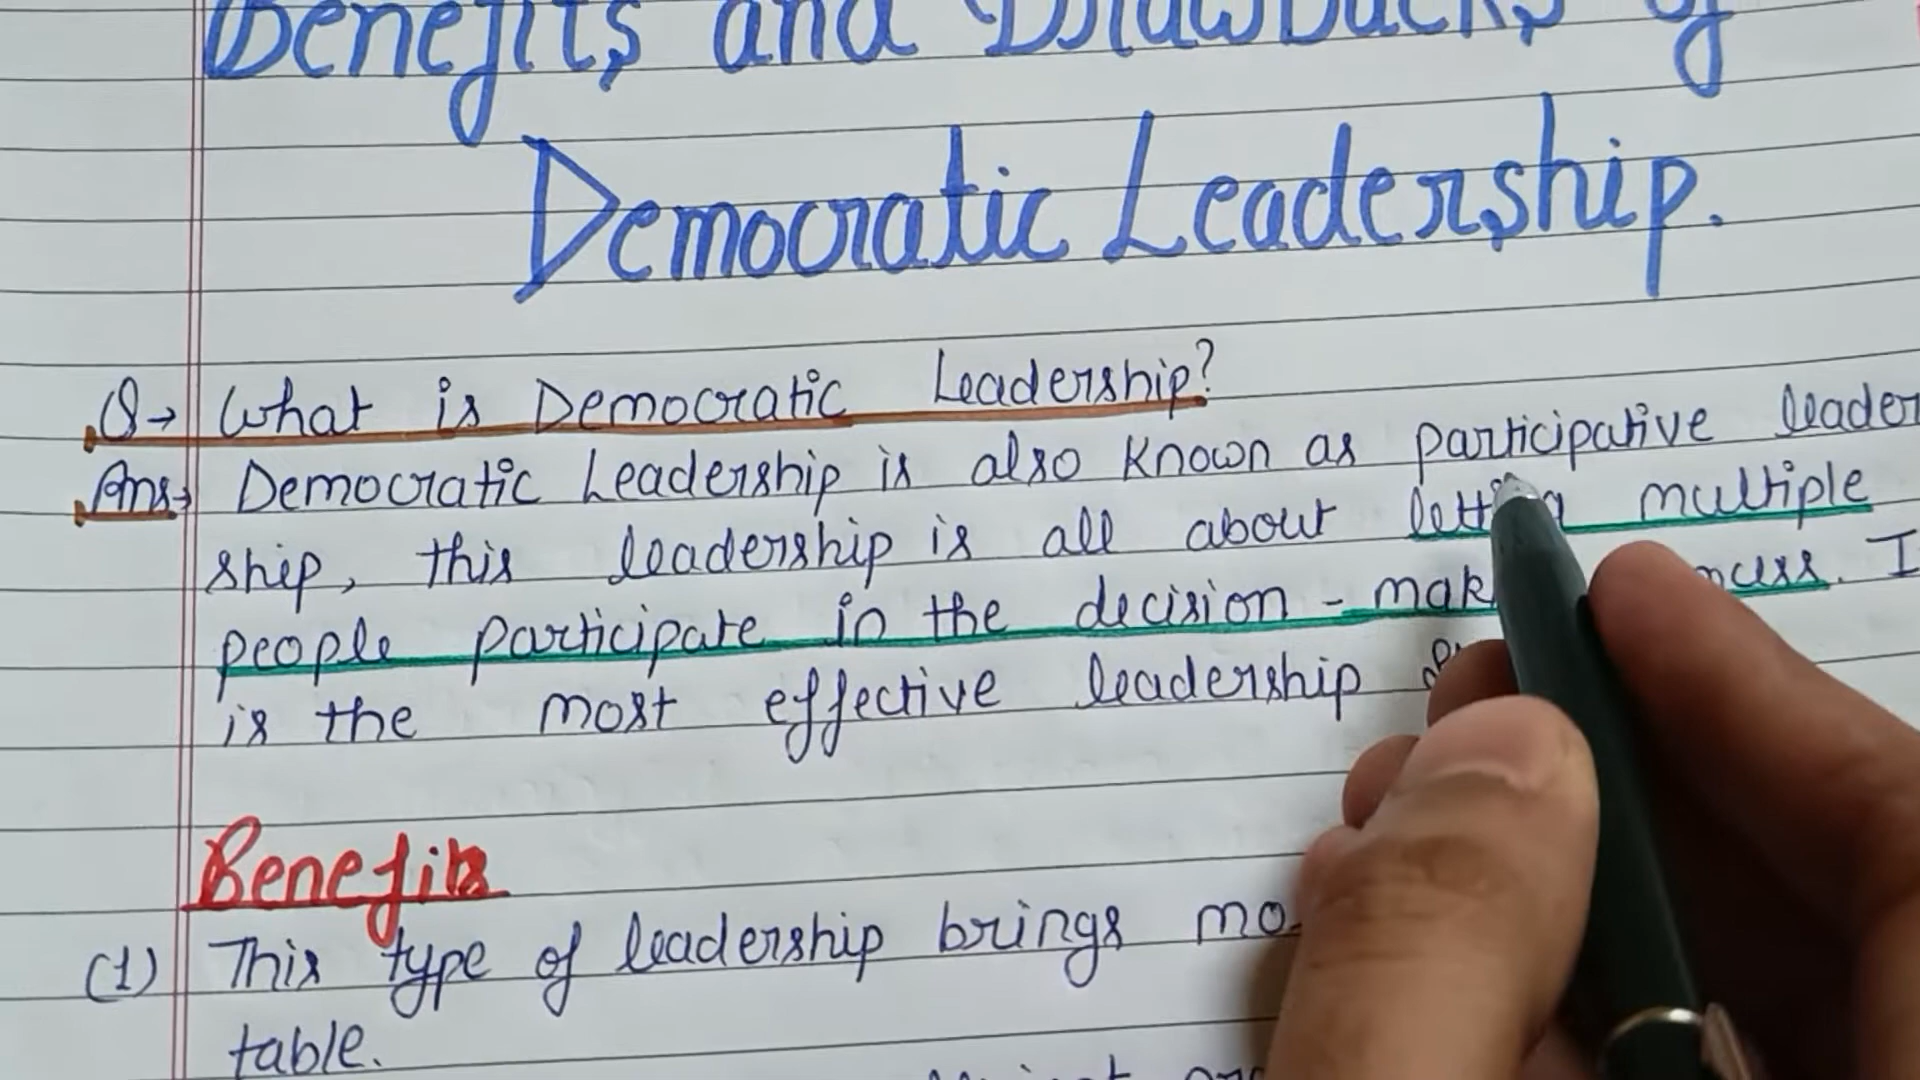 Benefits and Drawbacks of
Democratic Leadership.
Q→ What is Democratic Leadership?
Ans→ Democratic Leadership is also known as participative leader
ship, this leadership is all about multiple
people participate in the decision - mak
is the most effective leadership
Benefits
(1) This type of leadership brings
table.